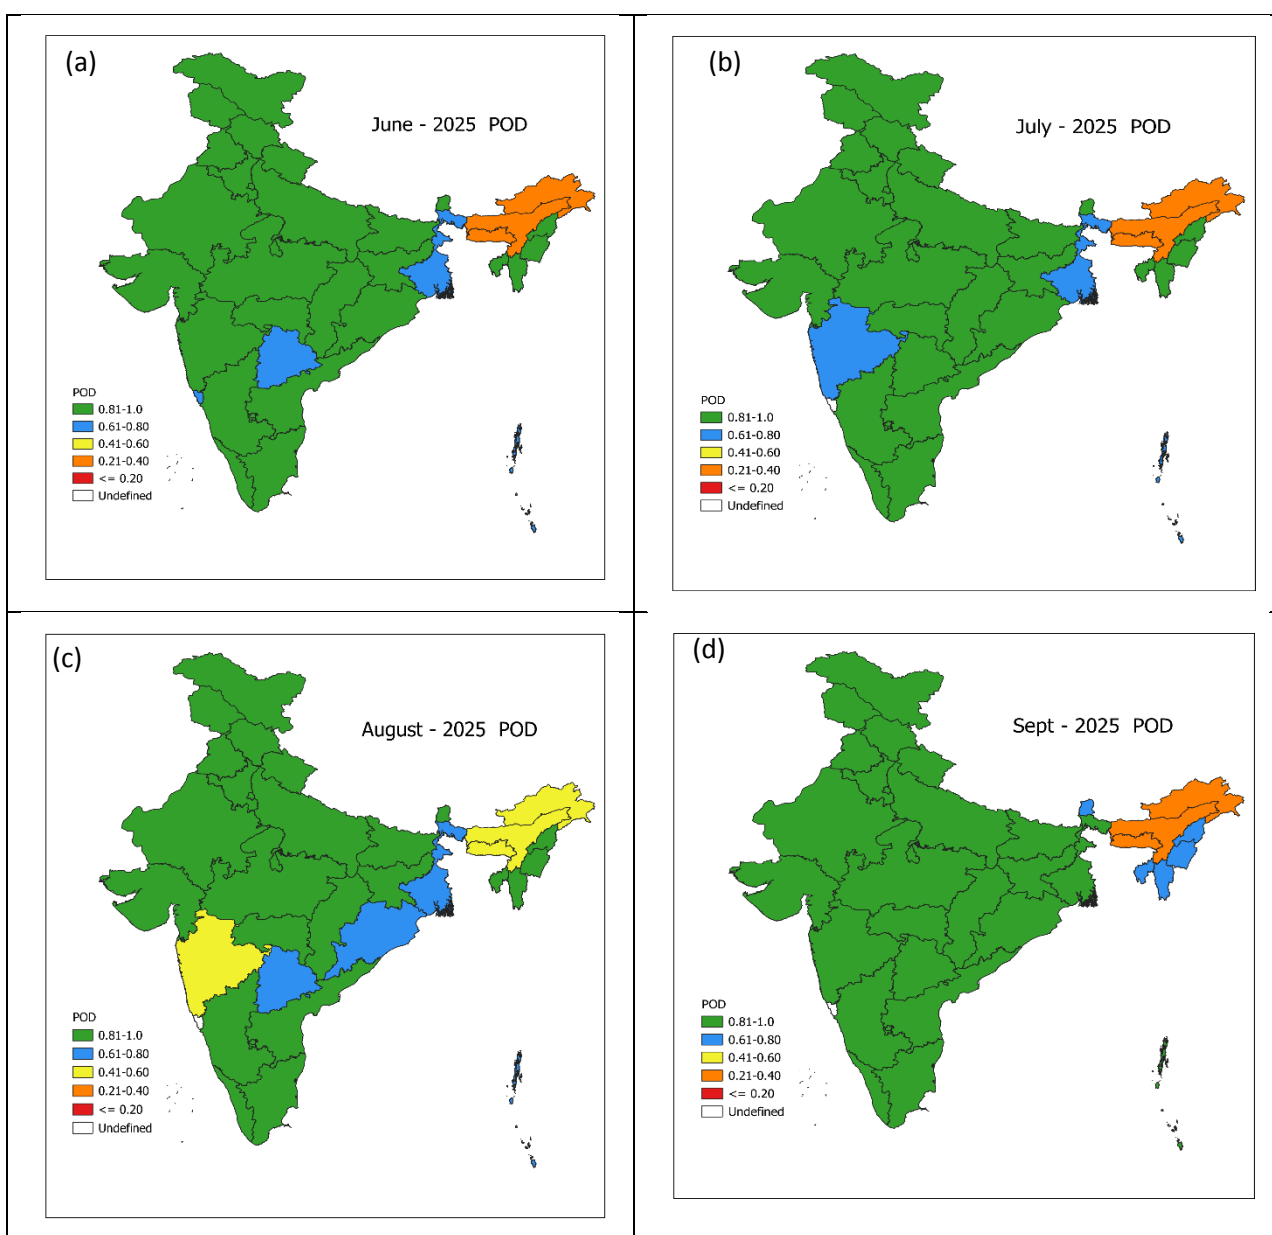 (a)
June - 2025 POD
POD
0.81-1.0
0.61-0.80
0.41-0.60
0.21-0.40
<= 0.20
Undefined
(b)
July - 2025 POD
POD
0.81-1.0
0.61-0.80
0.41-0.60
0.21-0.40
<= 0.20
Undefined
(c)
August - 2025 POD
POD
0.81-1.0
0.61-0.80
0.41-0.60
0.21-0.40
<= 0.20
Undefined
(d)
Sept - 2025 POD
POD
0.81-1.0
0.61-0.80
0.41-0.60
0.21-0.40
<= 0.20
Undefined